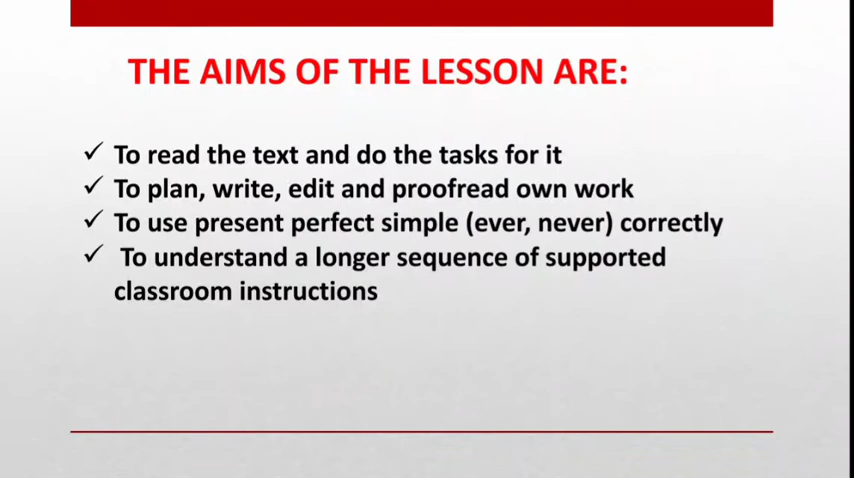 THE AIMS OF THE LESSON ARE:
✓ To read the text and do the tasks for it
✓ To plan, write, edit and proofread own work
✓ To use present perfect simple (ever, never) correctly
✓ To understand a longer sequence of supported
classroom instructions